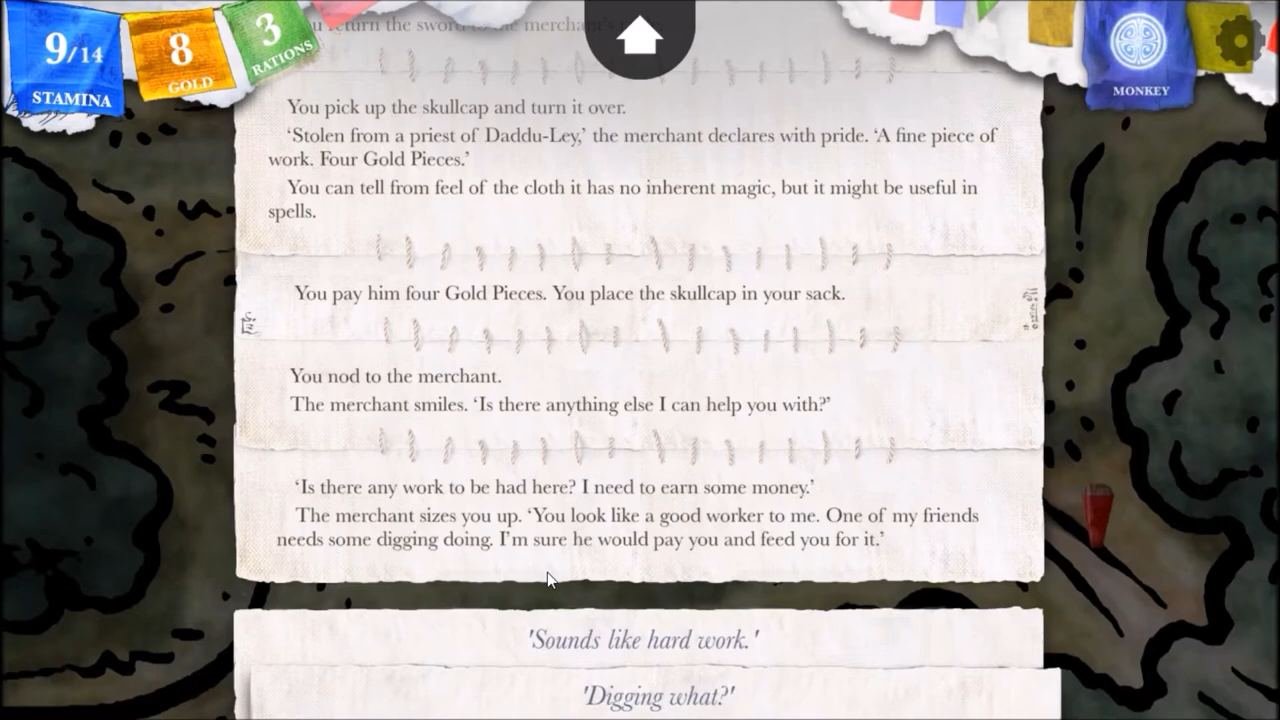 9/14
STAMINA
8
GOLD
3
RATIONS
MONKEY
return the sword to the merchant's
You pick up the skullcap and turn it over.
‘Stolen from a priest of Daddu-Ley,’ the merchant declares with pride. ‘A fine piece of
work. Four Gold Pieces.’
You can tell from feel of the cloth it has no inherent magic, but it might be useful in
spells.
You pay him four Gold Pieces. You place the skullcap in your sack.
You nod to the merchant.
The merchant smiles. ‘Is there anything else I can help you with?’
‘Is there any work to be had here? I need to earn some money.’
The merchant sizes you up. ‘You look like a good worker to me. One of my friends
needs some digging doing. I’m sure he would pay you and feed you for it.’
'Sounds like hard work.'
'Digging what?'